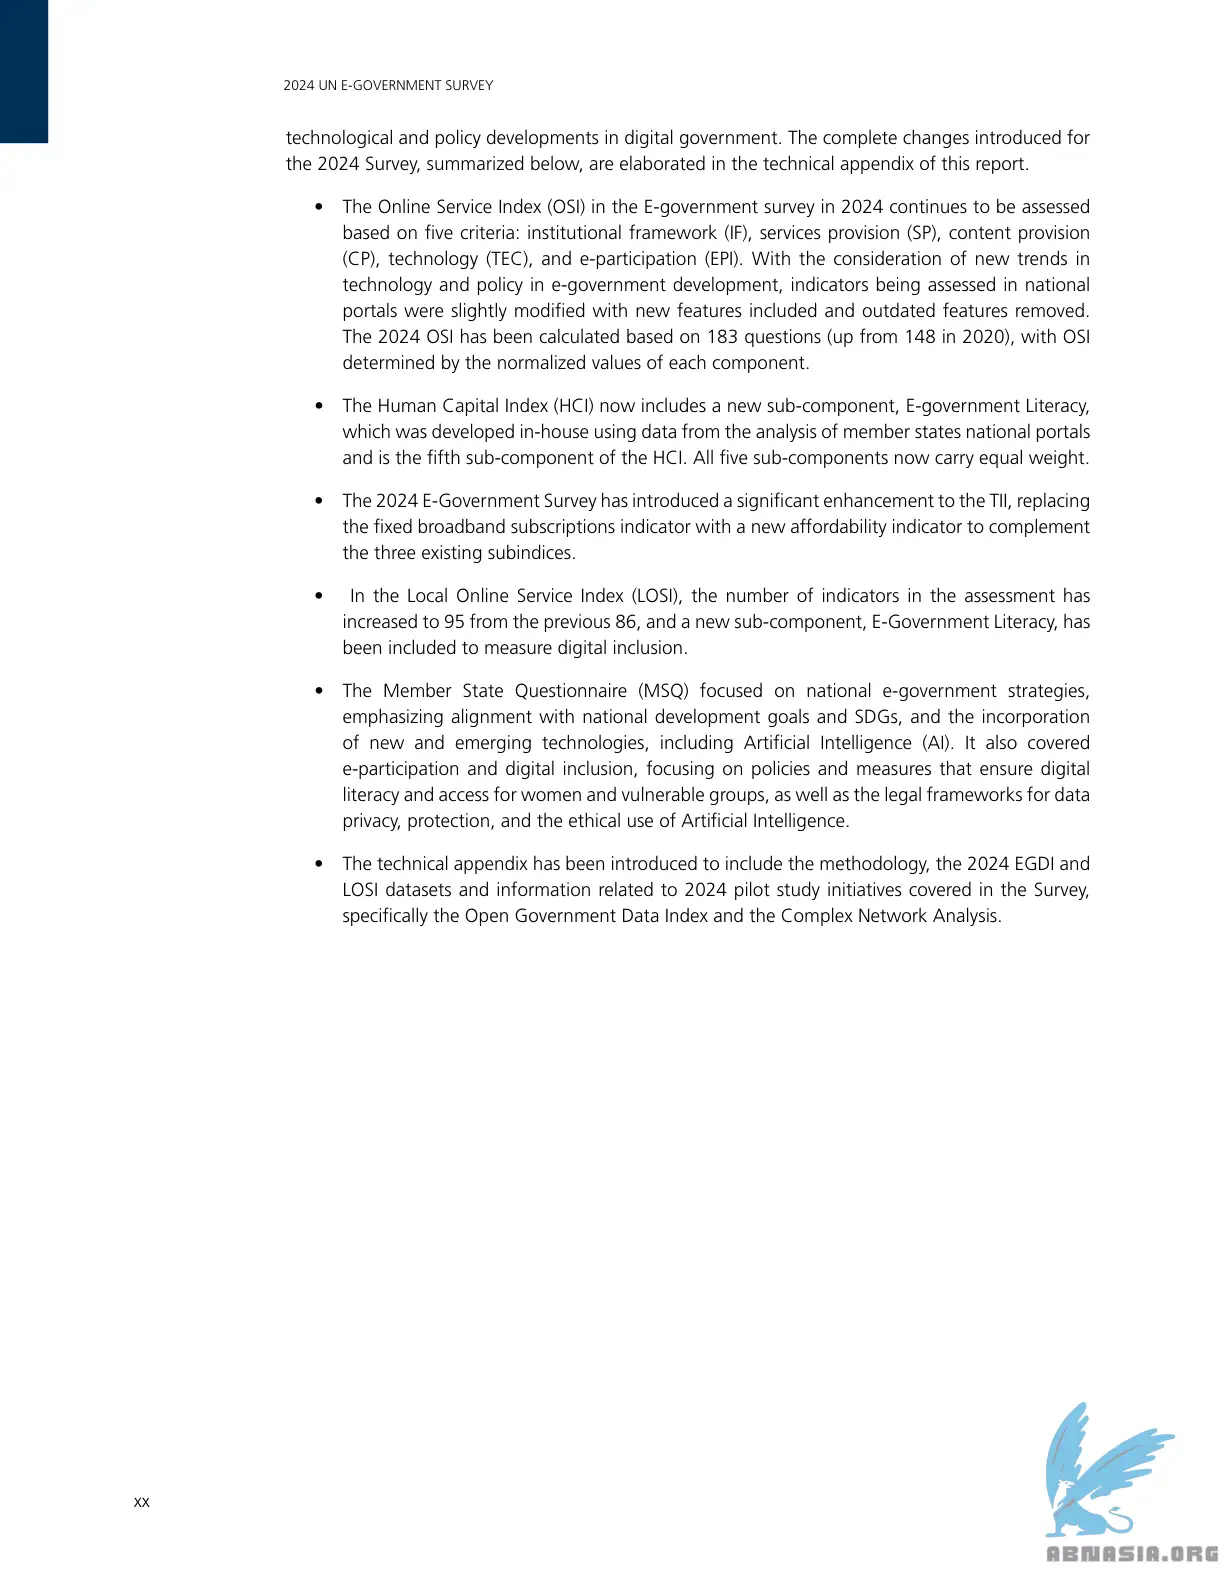 2024 UN E-GOVERNMENT SURVEY
technological and policy developments in digital government. The complete changes introduced for
the 2024 Survey, summarized below, are elaborated in the technical appendix of this report.
• The Online Service Index (OSI) in the E-government survey in 2024 continues to be assessed
based on five criteria: institutional framework (IF), services provision (SP), content provision
(CP), technology (TEC), and e-participation (EPI). With the consideration of new trends in
technology and policy in e-government development, indicators being assessed in national
portals were slightly modified with new features included and outdated features removed.
The 2024 OSI has been calculated based on 183 questions (up from 148 in 2020), with OSI
determined by the normalized values of each component.
• The Human Capital Index (HCI) now includes a new sub-component, E-government Literacy,
which was developed in-house using data from the analysis of member states national portals
and is the fifth sub-component of the HCI. All five sub-components now carry equal weight.
• The 2024 E-Government Survey has introduced a significant enhancement to the TII, replacing
the fixed broadband subscriptions indicator with a new affordability indicator to complement
the three existing subindices.
• In the Local Online Service Index (LOSI), the number of indicators in the assessment has
increased to 95 from the previous 86, and a new sub-component, E-Government Literacy, has
been included to measure digital inclusion.
• The Member State Questionnaire (MSQ) focused on national e-government strategies,
emphasizing alignment with national development goals and SDGs, and the incorporation
of new and emerging technologies, including Artificial Intelligence (AI). It also covered
e-participation and digital inclusion, focusing on policies and measures that ensure digital
literacy and access for women and vulnerable groups, as well as the legal frameworks for data
privacy, protection, and the ethical use of Artificial Intelligence.
• The technical appendix has been introduced to include the methodology, the 2024 EGDI and
LOSI datasets and information related to 2024 pilot study initiatives covered in the Survey,
specifically the Open Government Data Index and the Complex Network Analysis.
xx
ABNASIA.ORG